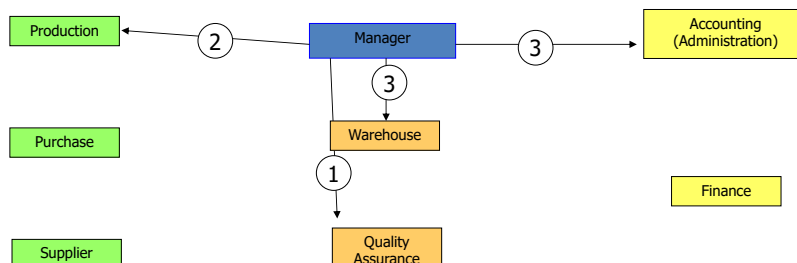 Production
2
Manager
3
Accounting
(Administration)
3
Purchase
Warehouse
1
Finance
Supplier
Quality
Assurance